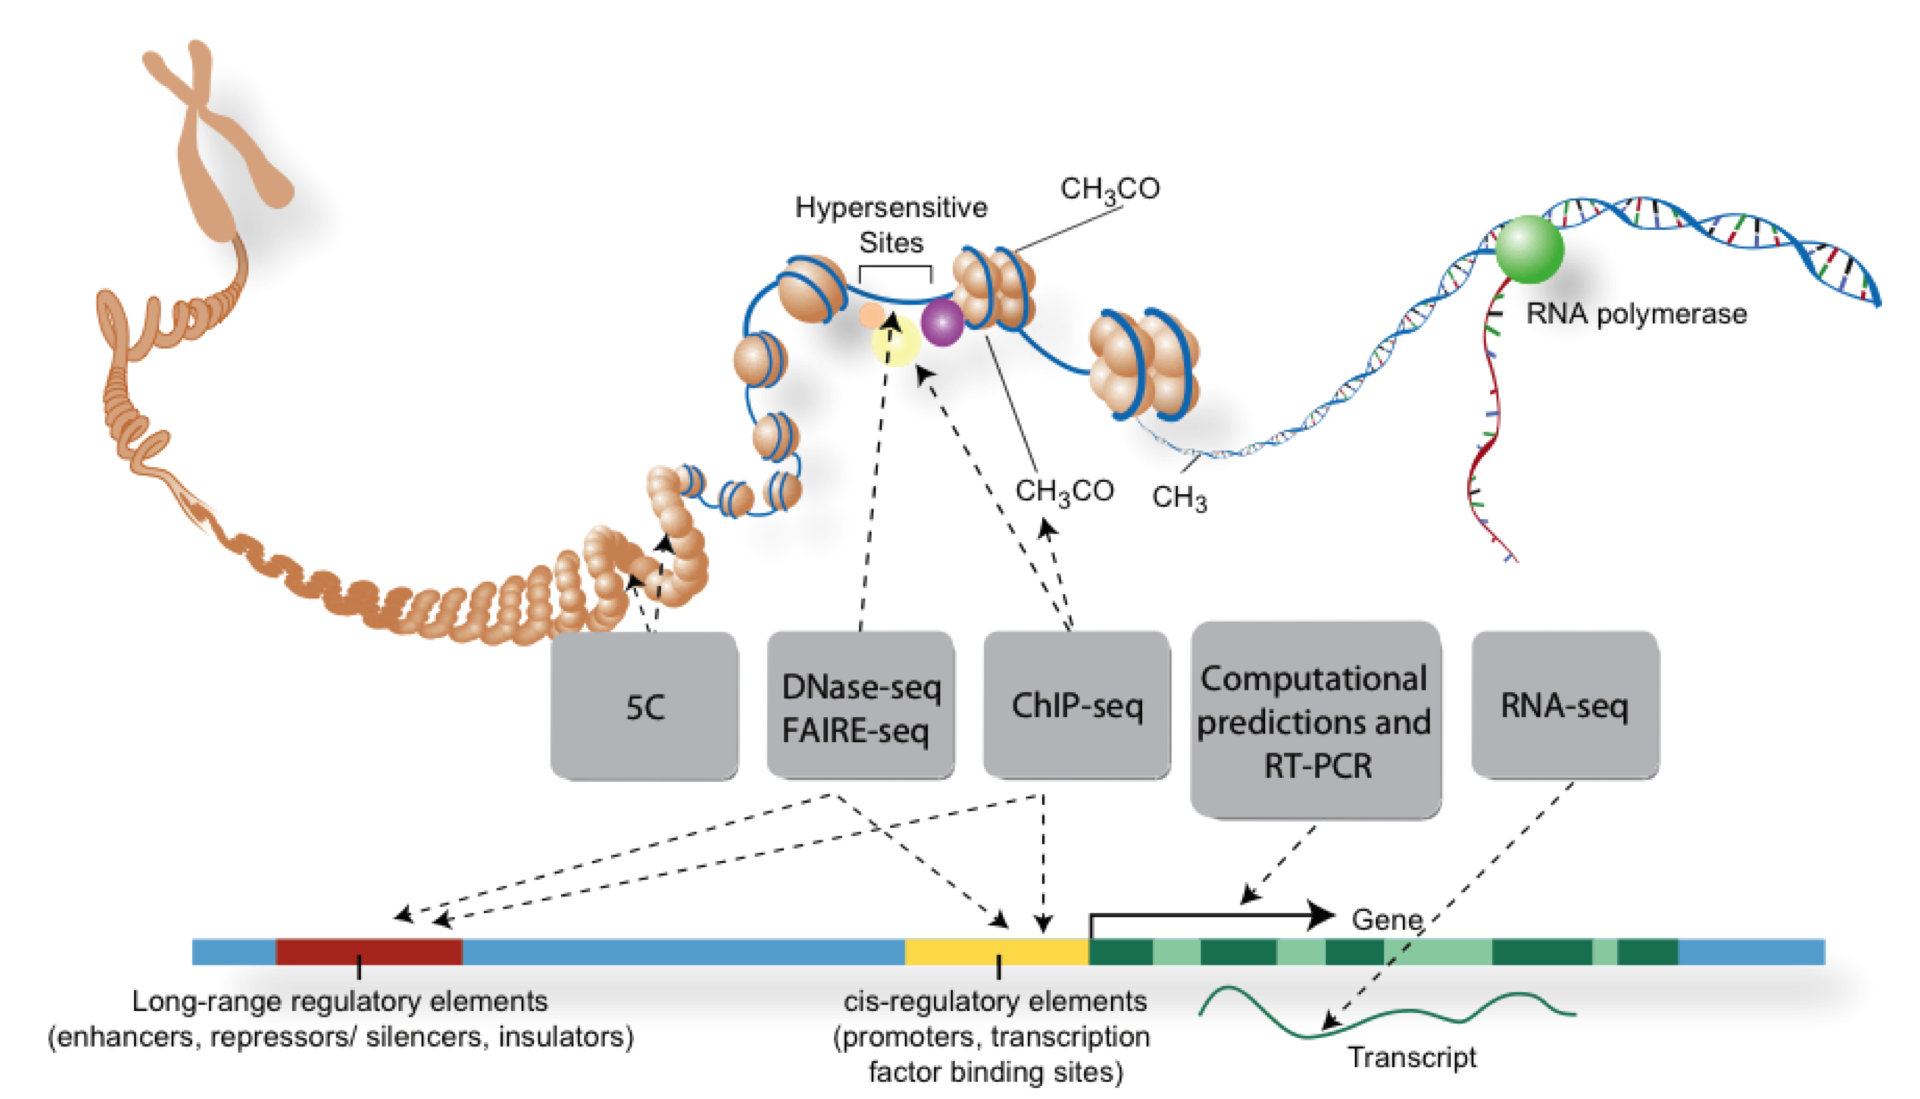 CH3CO
Hypersensitive
Sites
RNA polymerase
CH3CO
CH3
5C
DNase-seq
FAIRE-seq
ChIP-seq
Computational
predictions and
RT-PCR
RNA-seq
Gene
Long-range regulatory elements
(enhancers, repressors/ silencers, insulators)
cis-regulatory elements
(promoters, transcription
factor binding sites)
Transcript